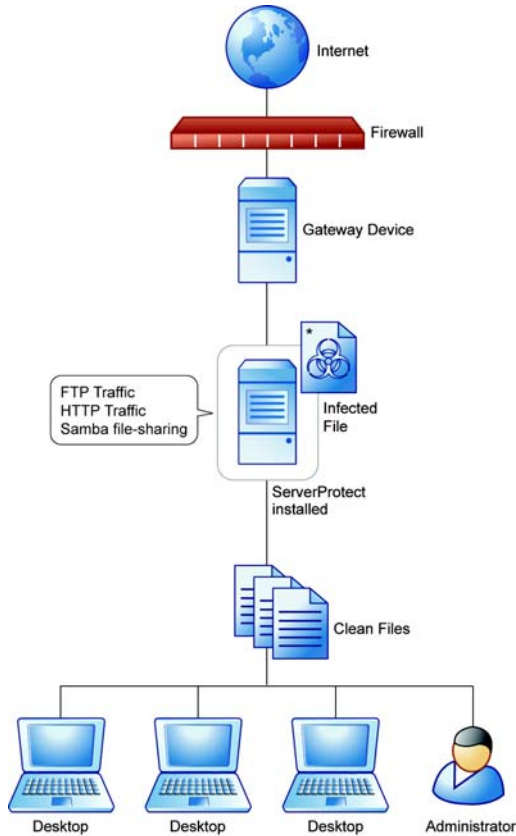 Internet
Firewall
Gateway Device
*
FTP Traffic
HTTP Traffic
Samba file-sharing
Infected
File
ServerProtect
installed
Clean Files
Desktop
Desktop
Desktop
Administrator